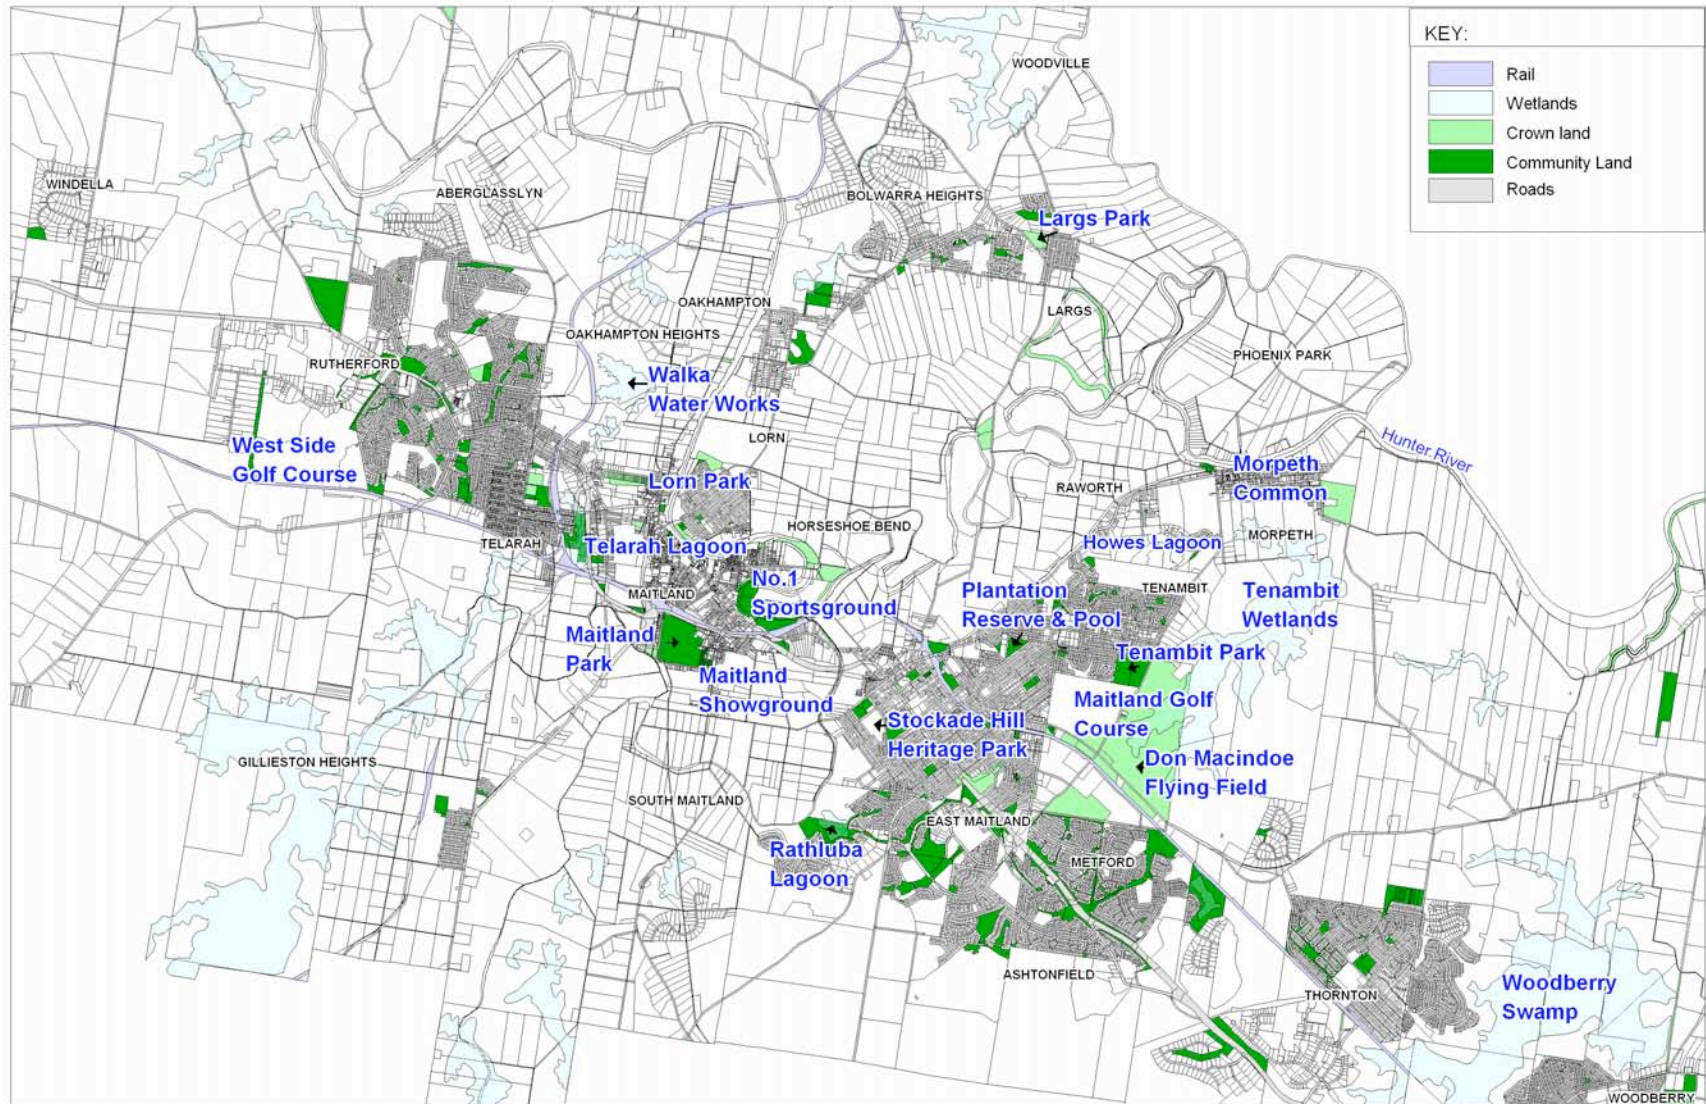 KEY:
Rail
Wetlands
Crown land
Community Land
Roads
WOODVILLE
WINDELLA
ABERGLASSLYN
BOLWARRA HEIGHTS
Largs Park
OAKHAMPTON
LARGS
OAKHAMPTON HEIGHTS
PHOENIX PARK
RUTHERFORD
Walka
Water Works
West Side
Golf Course
LORN
Hunter River
Lorn Park
RAWORTH
Morpeth
Common
HORSESHOE BEND
TELARAH
Telarah Lagoon
Howes Lagoon
MORPETH
No.1
Sportsground
MAITLAND
Plantation
Reserve & Pool
TENAMBIT
Tenambit
Wetlands
Maitland
Park
Maitland
Showground
Tenambit Park
Maitland Golf
Course
Stockade Hill
Heritage Park
Don Macindoe
Flying Field
GILLIESTON HEIGHTS
SOUTH MAITLAND
EAST MAITLAND
Rathluba
Lagoon
METFORD
ASHTONFIELD
THORNTON
Woodberry
Swamp
WOODBERRY